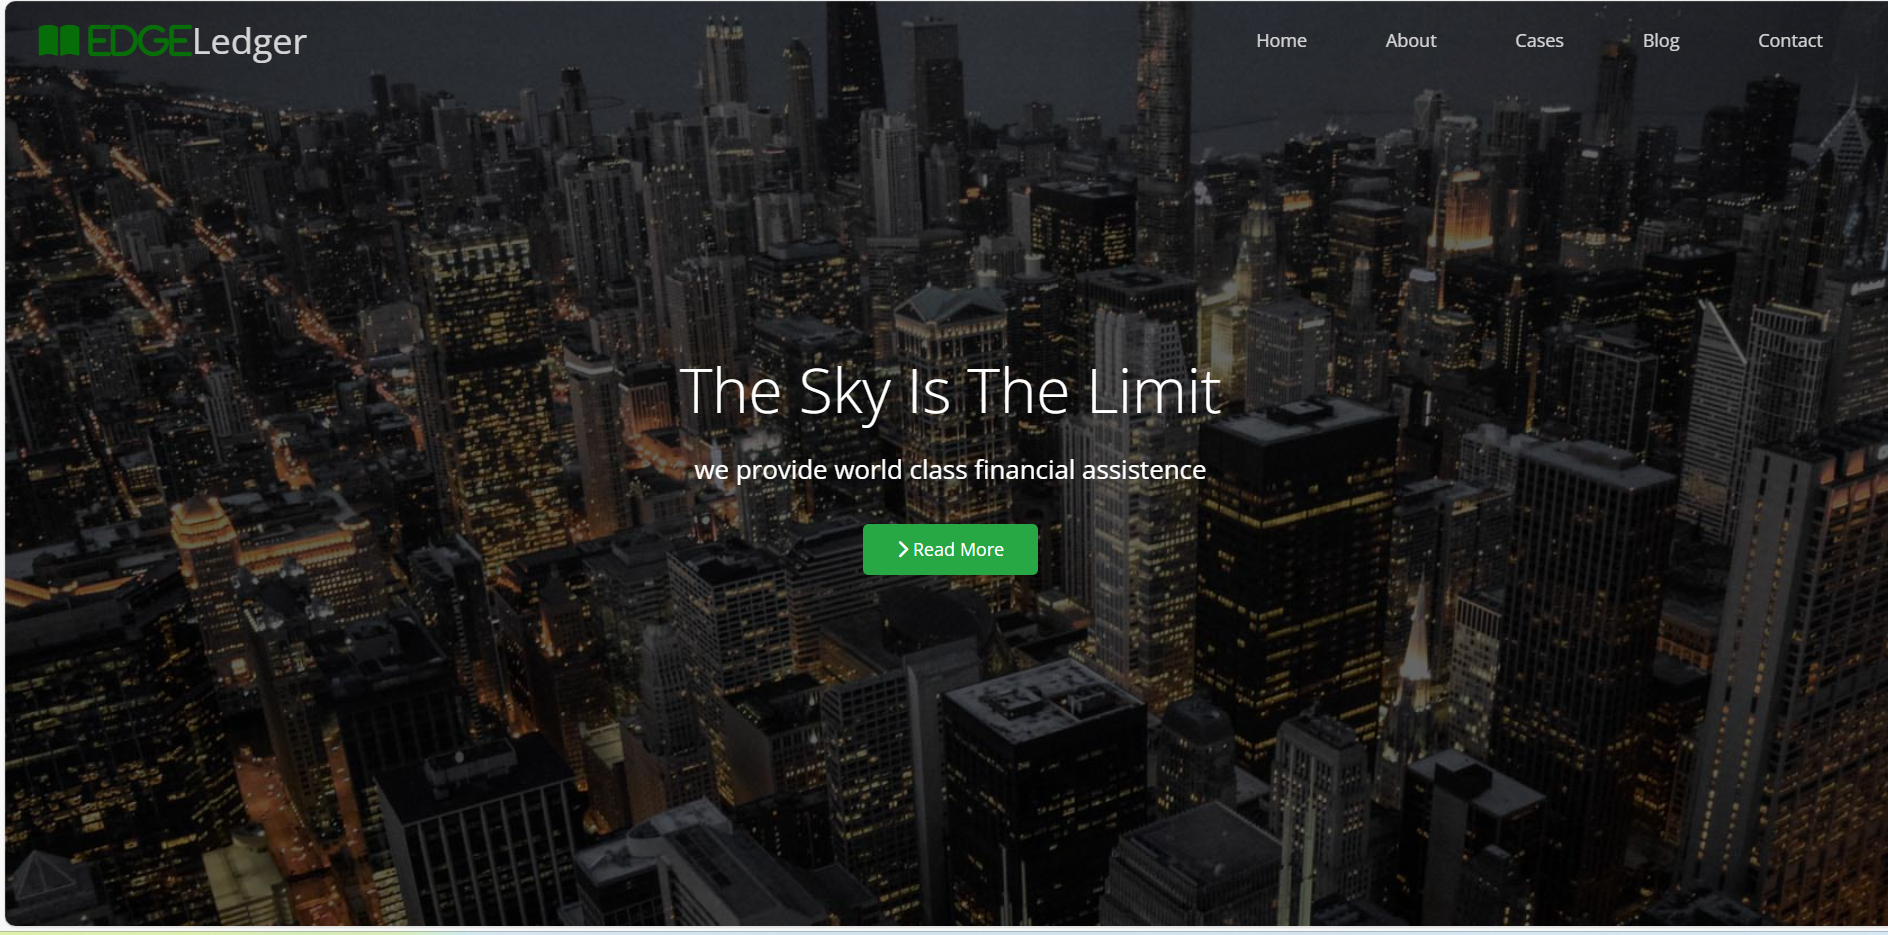 EDGELedger
Home About Cases Blog Contact
The Sky Is The Limit
we provide world class financial assistence
Read More